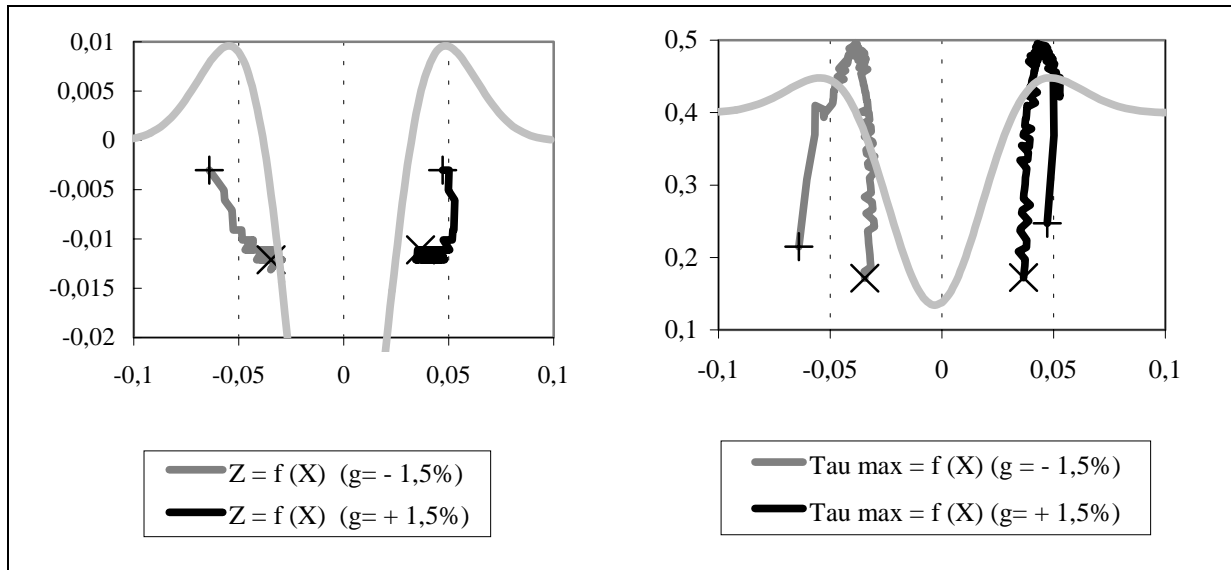 0,01
0,005
0
-0,005
-0,01
-0,015
-0,02
-0,1 -0,05 0 0,05 0,1
Z = f (X) (g= - 1,5%)
Z = f (X) (g= + 1,5%)
0,5
0,4
0,3
0,2
0,1
-0,1 -0,05 0 0,05 0,1
Tau max = f (X) (g = - 1,5%)
Tau max = f (X) (g= + 1,5%)